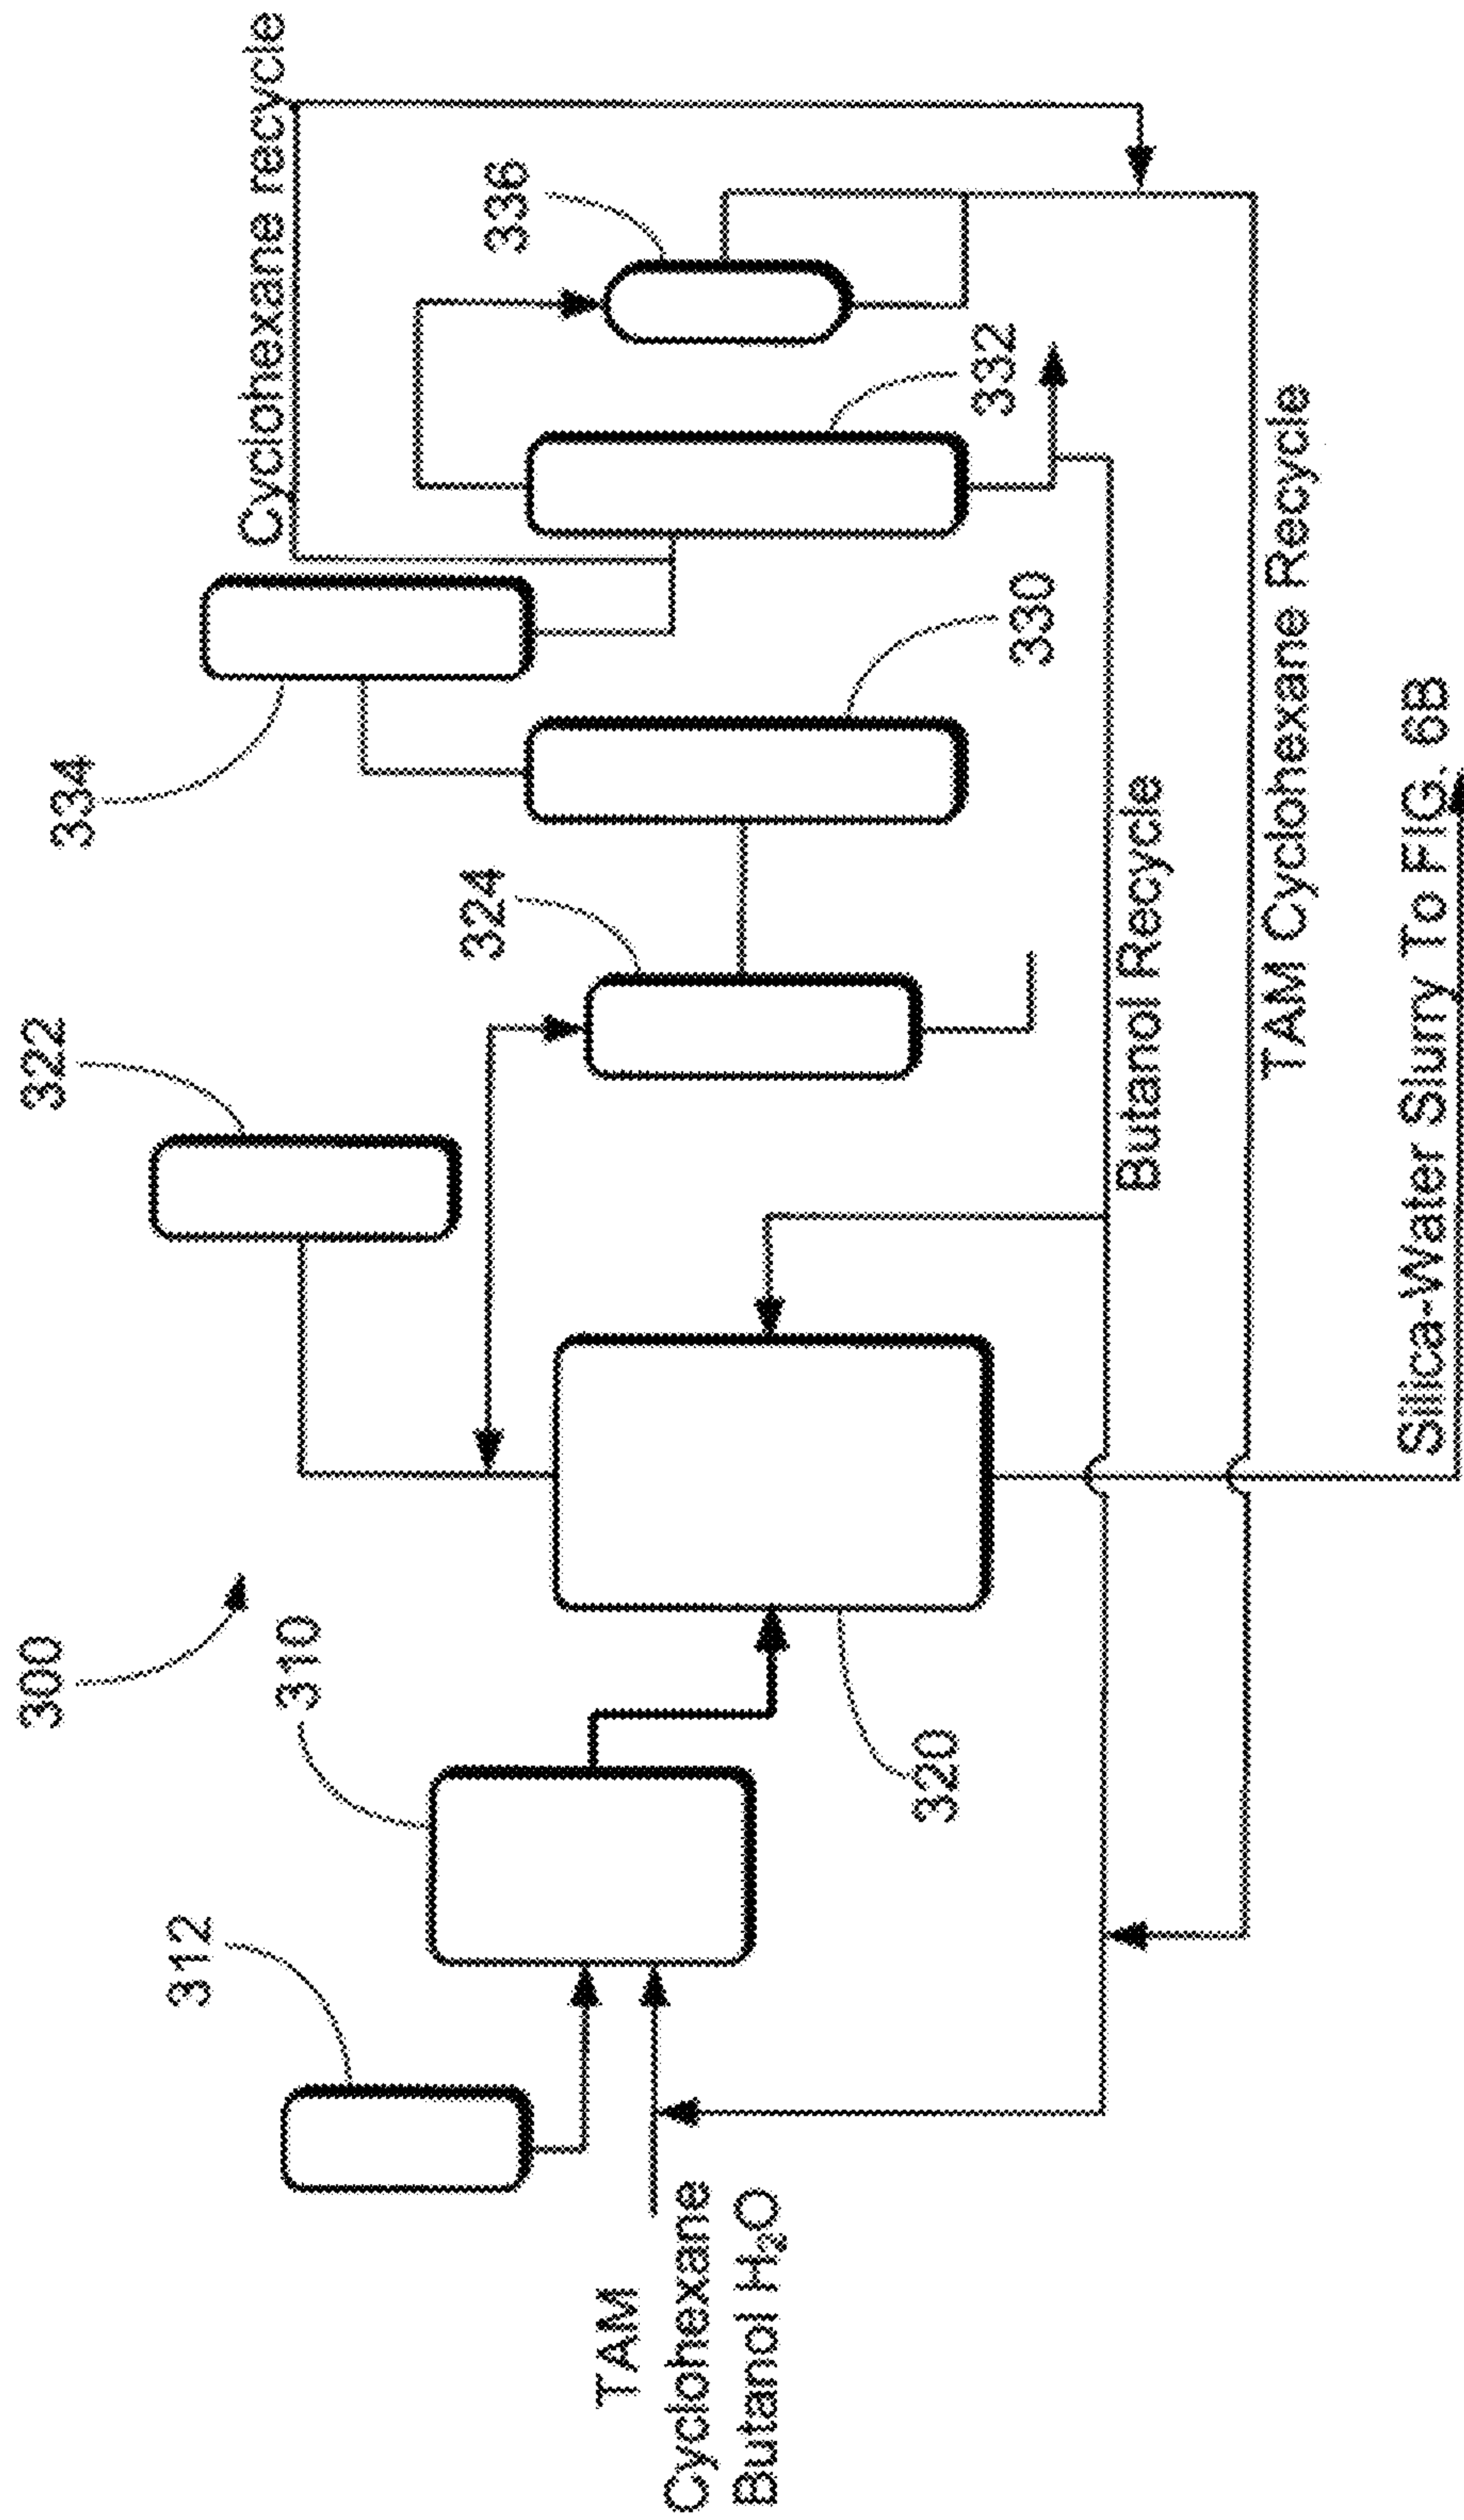 300
312
310
320
322
324
330
334
332
336
TAM
Cyclohexane
Butanol H₂O
Cyclohexane recycle
Butanol Recycle
TAM Cyclohexane Recycle
Silica-Water Slurry To FIG. 6B